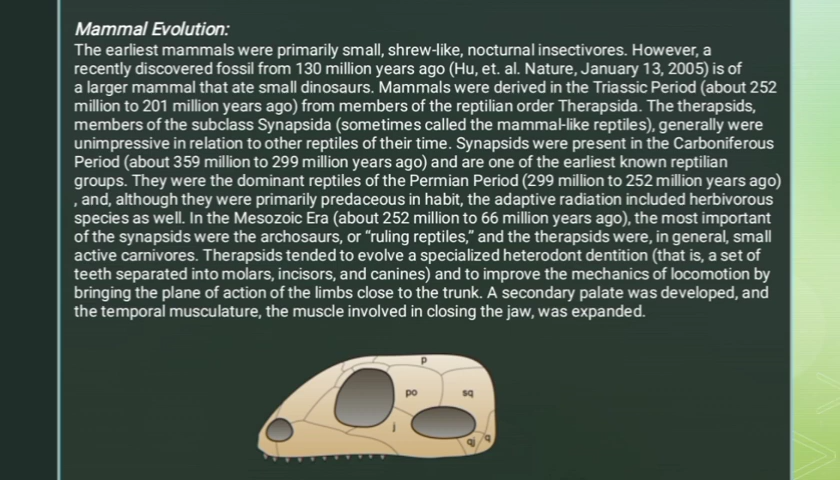 Mammal Evolution:
The earliest mammals were primarily small, shrew-like, nocturnal insectivores. However, a
recently discovered fossil from 130 million years ago (Hu, et. al. Nature, January 13, 2005) is of
a larger mammal that ate small dinosaurs. Mammals were derived in the Triassic Period (about 252
million to 201 million years ago) from members of the reptilian order Therapsida. The therapsids,
members of the subclass Synapsida (sometimes called the mammal-like reptiles), generally were
unimpressive in relation to other reptiles of their time. Synapsids were present in the Carboniferous
Period (about 359 million to 299 million years ago) and are one of the earliest known reptilian
groups. They were the dominant reptiles of the Permian Period (299 million to 252 million years ago)
, and, although they were primarily predaceous in habit, the adaptive radiation included herbivorous
species as well. In the Mesozoic Era (about 252 million to 66 million years ago), the most important
of the synapsids were the archosaurs, or “ruling reptiles,” and the therapsids were, in general, small
active carnivores. Therapsids tended to evolve a specialized heterodont dentition (that is, a set of
teeth separated into molars, incisors, and canines) and to improve the mechanics of locomotion by
bringing the plane of action of the limbs close to the trunk. A secondary palate was developed, and
the temporal musculature, the muscle involved in closing the jaw, was expanded.
p
po sq
j
qj q